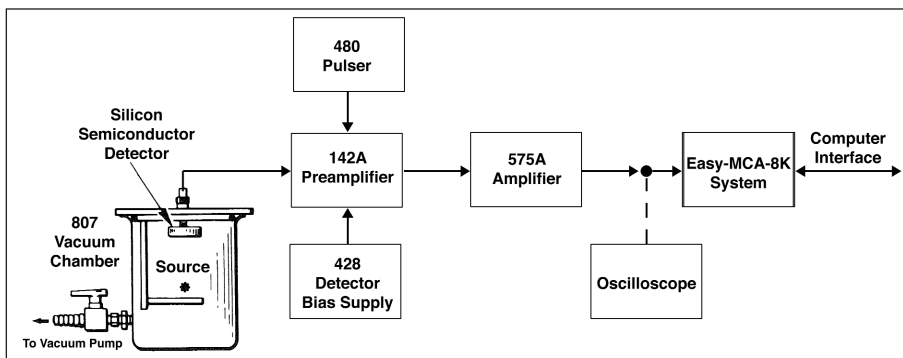 480
Pulser
Silicon
Semiconductor
Detector
142A
Preamplifier
575A
Amplifier
Easy-MCA-8K
System
Computer
Interface
807
Vacuum
Chamber
Source
428
Detector
Bias Supply
Oscilloscope
To Vacuum Pump